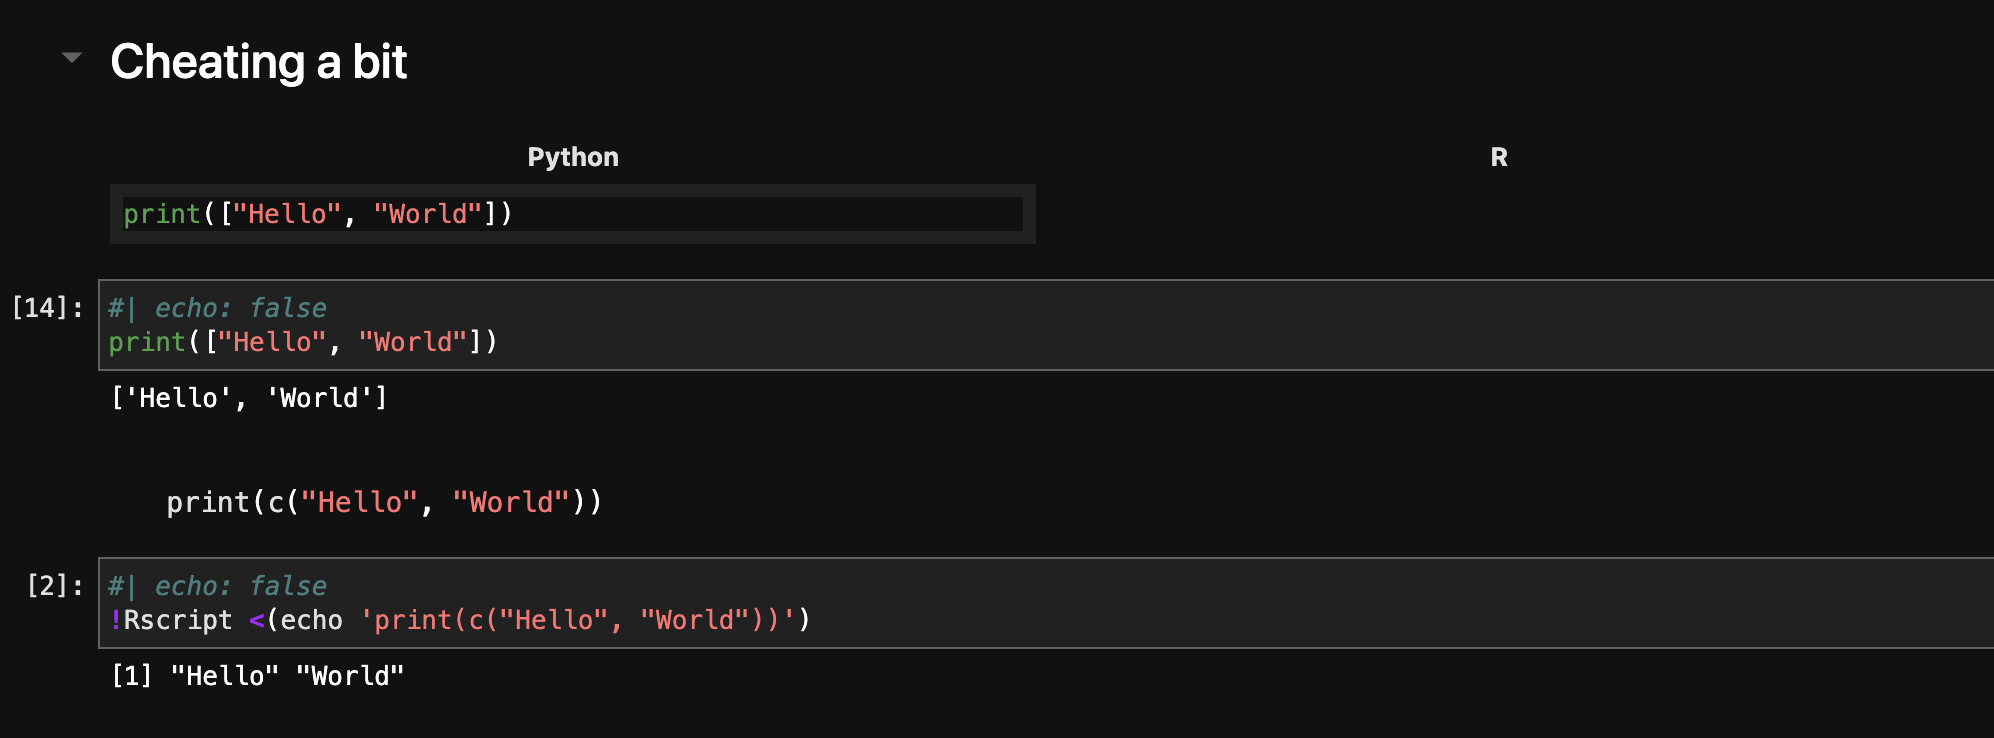 Cheating a bit
Python
R
print(["Hello", "World"])
[14]:
#| echo: false
print(["Hello", "World"])
['Hello', 'World']
print(c("Hello", "World"))
[2]:
#| echo: false
!Rscript <(echo 'print(c("Hello", "World"))')
[1] "Hello" "World"